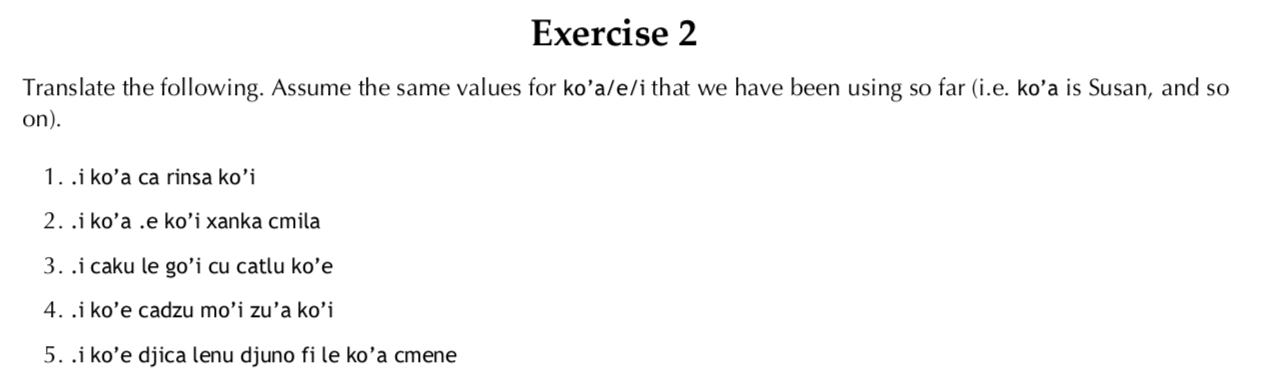 Exercise 2
Translate the following. Assume the same values for ko’a/e/i that we have been using so far (i.e. ko’a is Susan, and so
on).
1. .i ko’a ca rinsa ko’i
2. .i ko’a .e ko’i xanka cmila
3. .i caku le go’i cu catlu ko’e
4. .i ko’e cadzu mo’i zu’a ko’i
5. .i ko’e djica lenu djuno fi le ko’a cmene